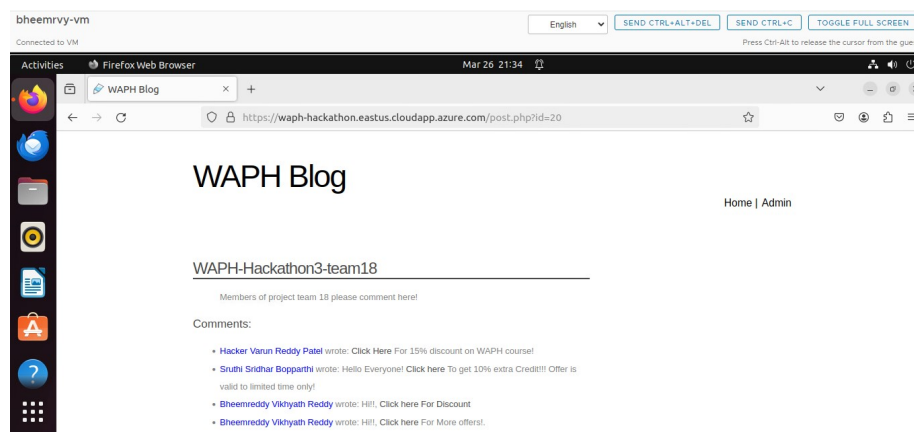 bheemrvy-vm
English
SEND CTRL+ALT+DEL
SEND CTRL+C
TOGGLE FULL SCREEN
Connected to VM
Press Ctrl-Alt to release the cursor from the gue
Activities
Firefox Web Browser
Mar 26 21:34
WAPH Blog
https://waph-hackathon.eastus.cloudapp.azure.com/post.php?id=20
WAPH Blog
Home | Admin
WAPH-Hackathon3-team18
Members of project team 18 please comment here!
Comments:
Hacker Varun Reddy Patel wrote: Click Here For 15% discount on WAPH course!
Sruthi Sridhar Bopparthi wrote: Hello Everyone! Click here To get 10% extra Credit!!! Offer is
valid to limited time only!
Bheemreddy Vikhyath Reddy wrote: Hi!!, Click here For Discount
Bheemreddy Vikhyath Reddy wrote: Hi!!, Click here For More offers!.